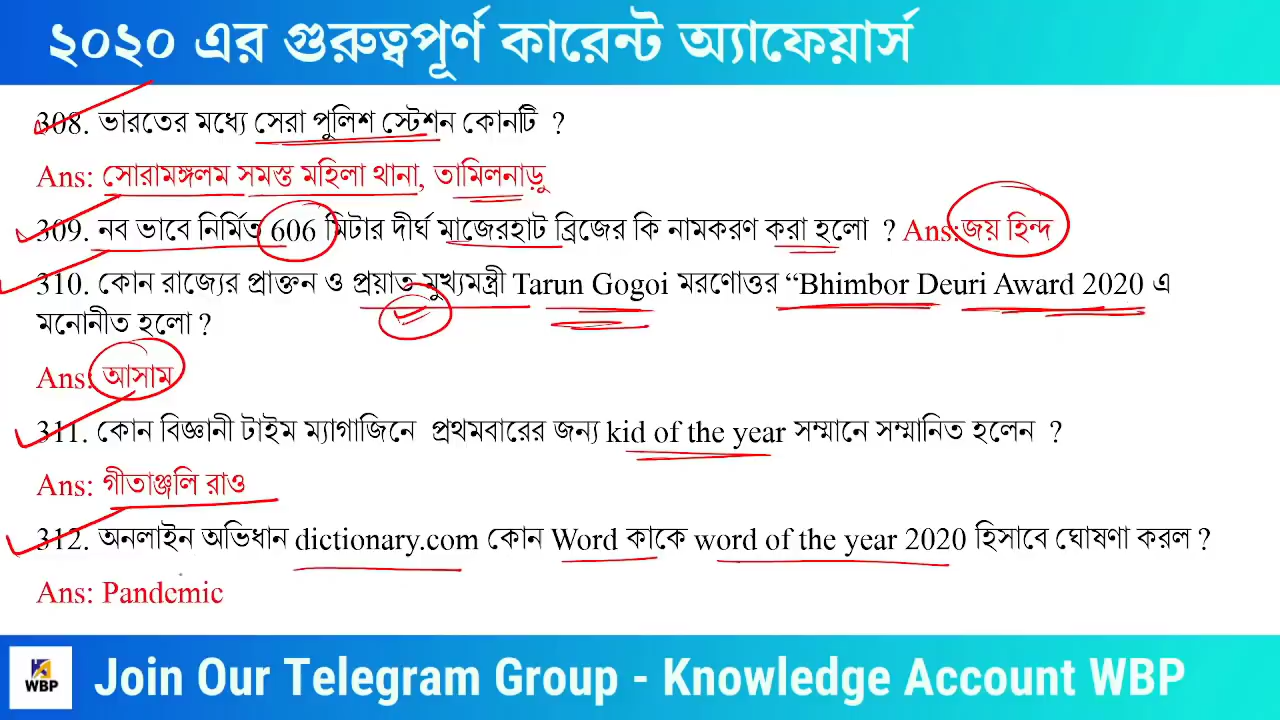 ২০২০ এর গুরুত্বপূর্ণ কারেন্ট অ্যাফেয়ার্স
308. ভারতের মধ্যে সেরা পুলিশ স্টেশন কোনটি ?
Ans: সোরামঙ্গলম সমস্ত মহিলা থানা, তামিলনাড়ু
309. নব ভাবে নির্মিত 606 মিটার দীর্ঘ মাজেরহাট ব্রিজের কি নামকরণ করা হলো ? Ans:জয় হিন্দ
310. কোন রাজ্যের প্রাক্তন ও প্রয়াত মুখ্যমন্ত্রী Tarun Gogoi মরণোত্তর “Bhimbor Deuri Award 2020 এ
মনোনীত হলো ?
Ans: আসাম
311. কোন বিজ্ঞানী টাইম ম্যাগাজিনে প্রথমবারের জন্য kid of the year সম্মানে সম্মানিত হলেন ?
Ans: গীতাঞ্জলি রাও
312. অনলাইন অভিধান dictionary.com কোন Word কাকে word of the year 2020 হিসাবে ঘোষণা করল ?
Ans: Pandemic
WBP Join Our Telegram Group - Knowledge Account WBP